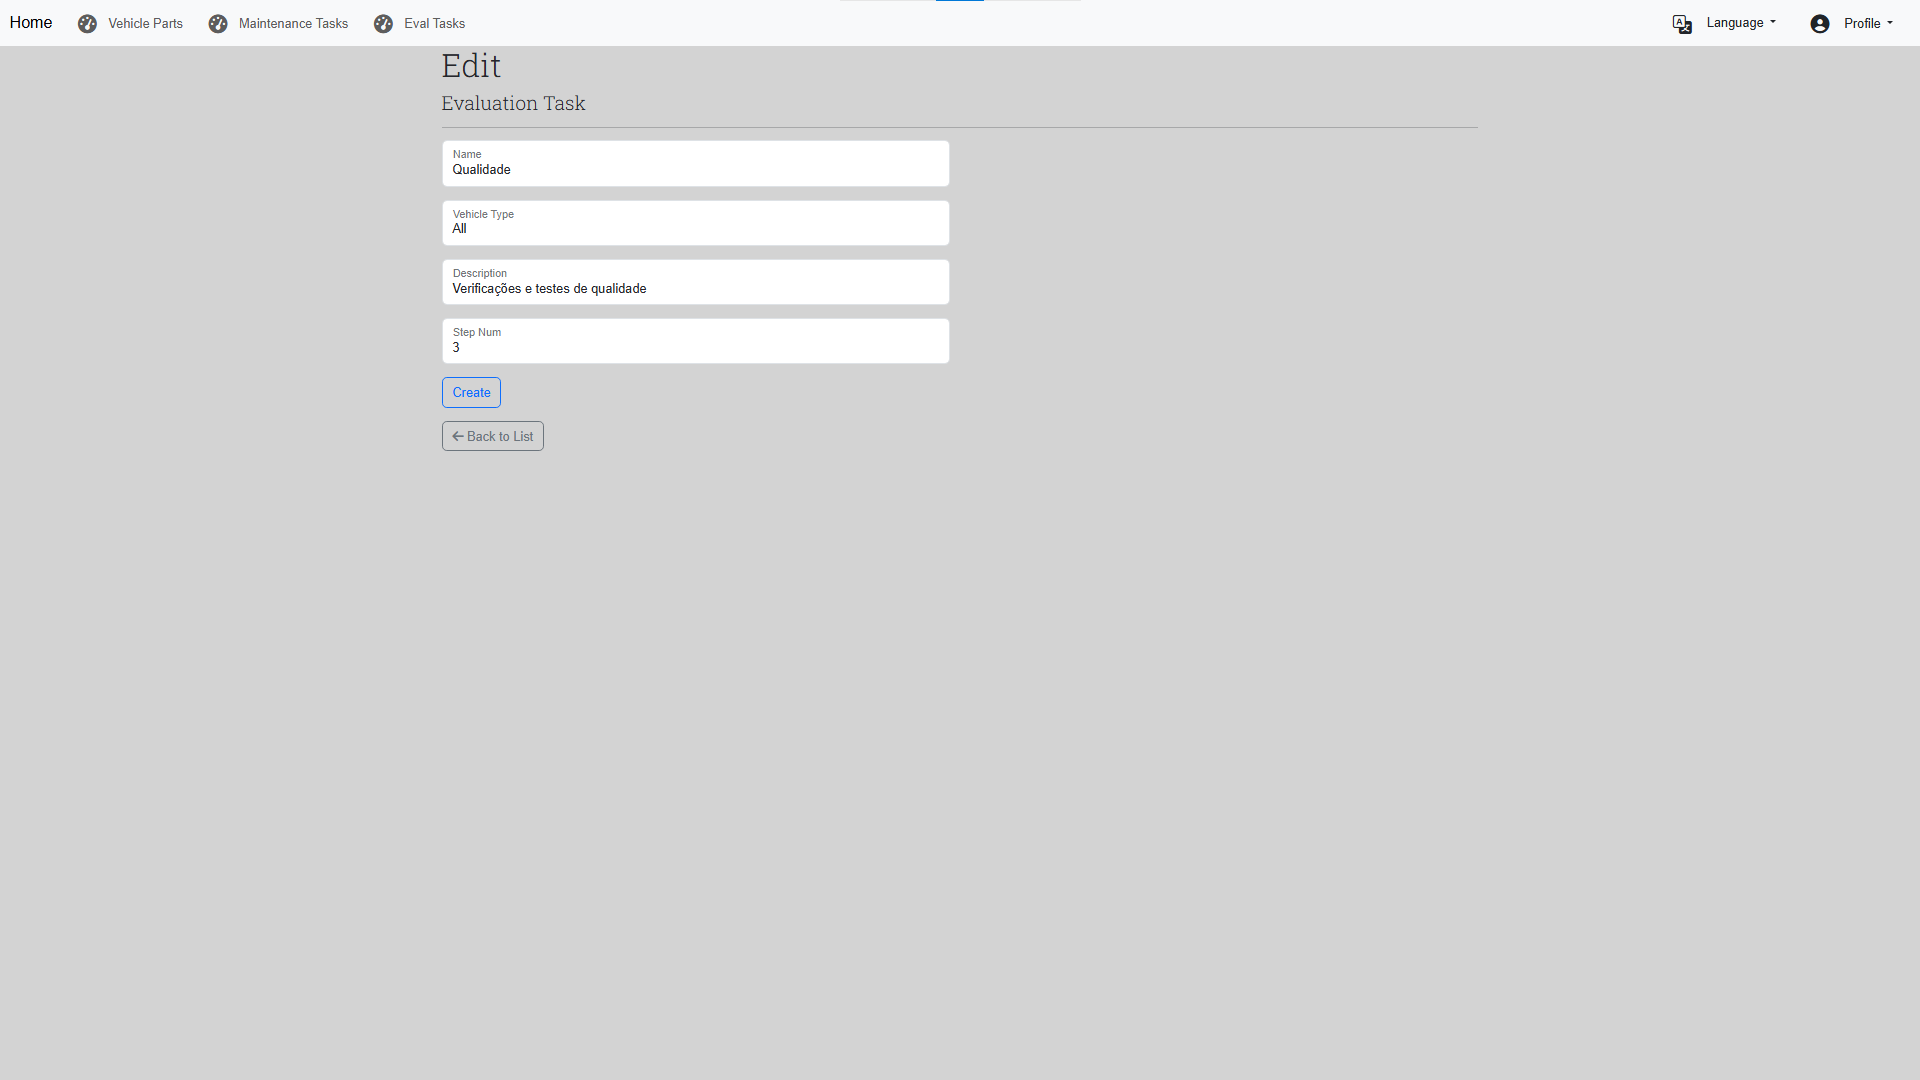 Home Vehicle Parts Maintenance Tasks Eval Tasks Language Profile
Edit
Evaluation Task
Name
Qualidade
Vehicle Type
All
Description
Verificações e testes de qualidade
Step Num
3
Create
Back to List